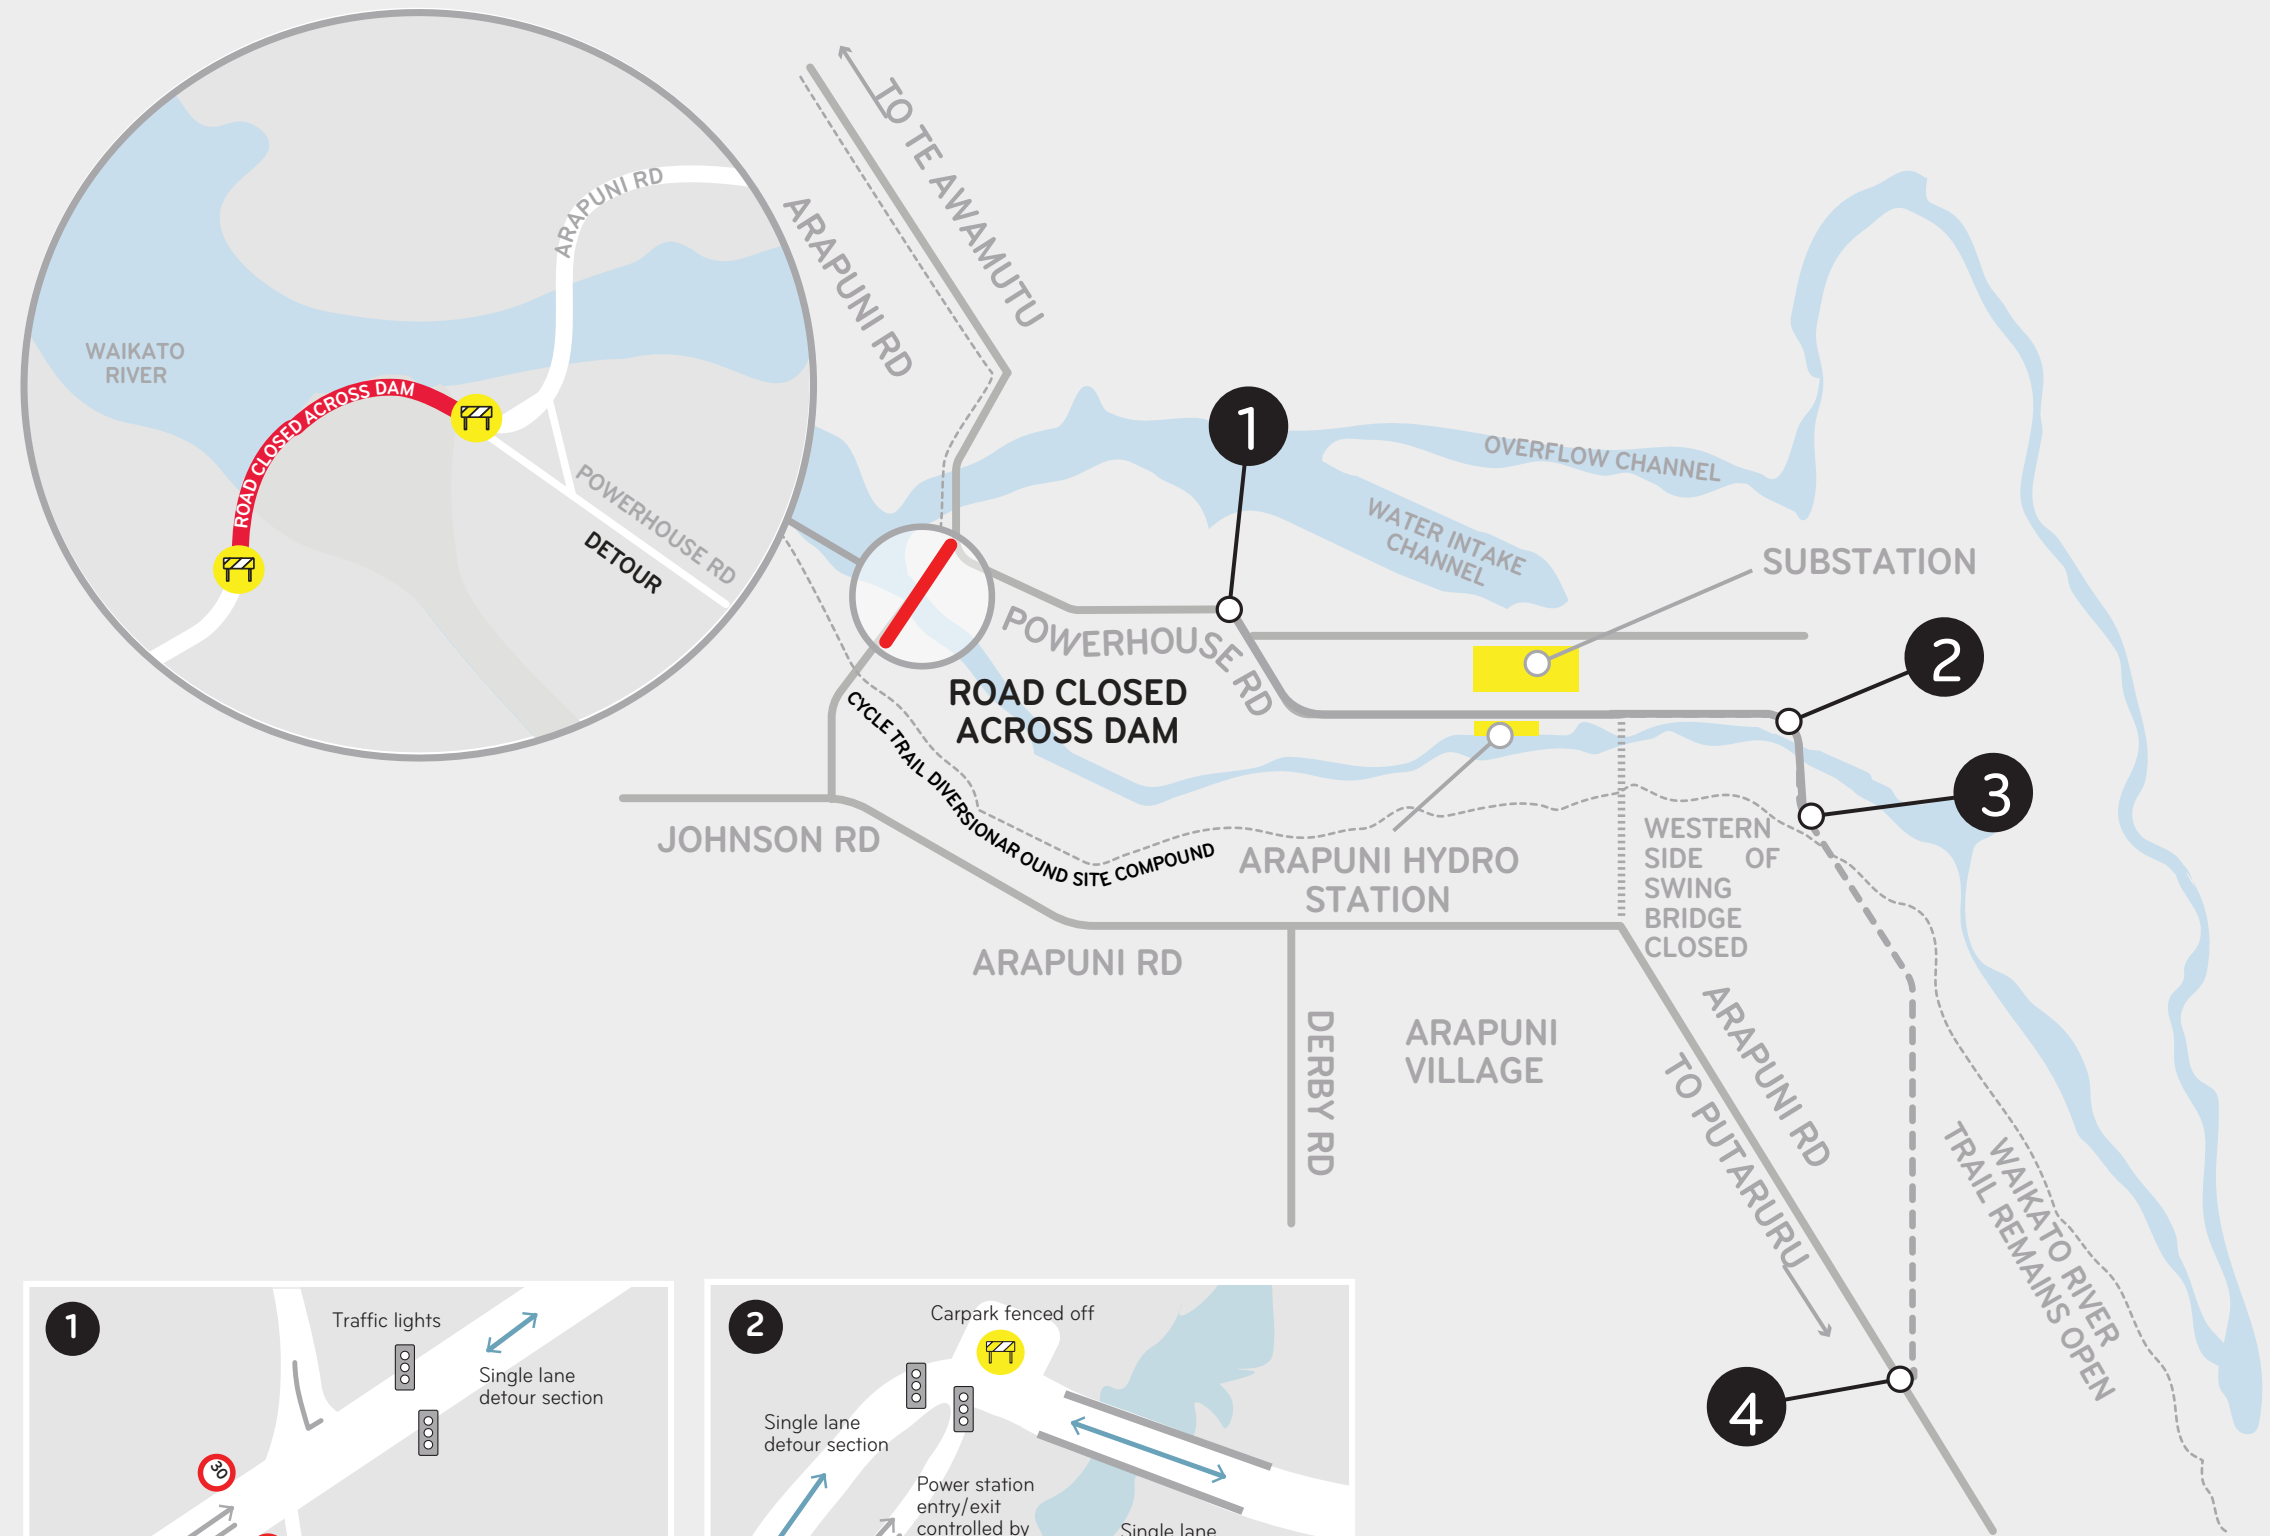 TO TE AWAMUTU
ARAPUNI RD
ARAPUNI RD
WAIKATO
RIVER
ROAD CLOSED ACROSS DAM
POWERHOUSE RD
DETOUR
1
OVERFLOW CHANNEL
WATER INTAKE
CHANNEL
SUBSTATION
2
POWERHOUSE RD
ROAD CLOSED
ACROSS DAM
CYCLE TRAIL DIVERSIONAR OUND SITE COMPOUND
3
JOHNSON RD
ARAPUNI HYDRO
STATION
WESTERN
SIDE OF
SWING
BRIDGE
CLOSED
ARAPUNI RD
DERBY RD
ARAPUNI
VILLAGE
ARAPUNI RD
TO PUTARURU
WAIKATO RIVER
TRAIL REMAINS OPEN
4
1
Traffic lights
Single lane
detour section
30
2
Carpark fenced off
Single lane
detour section
Power station
entry/exit
controlled by
Single lane